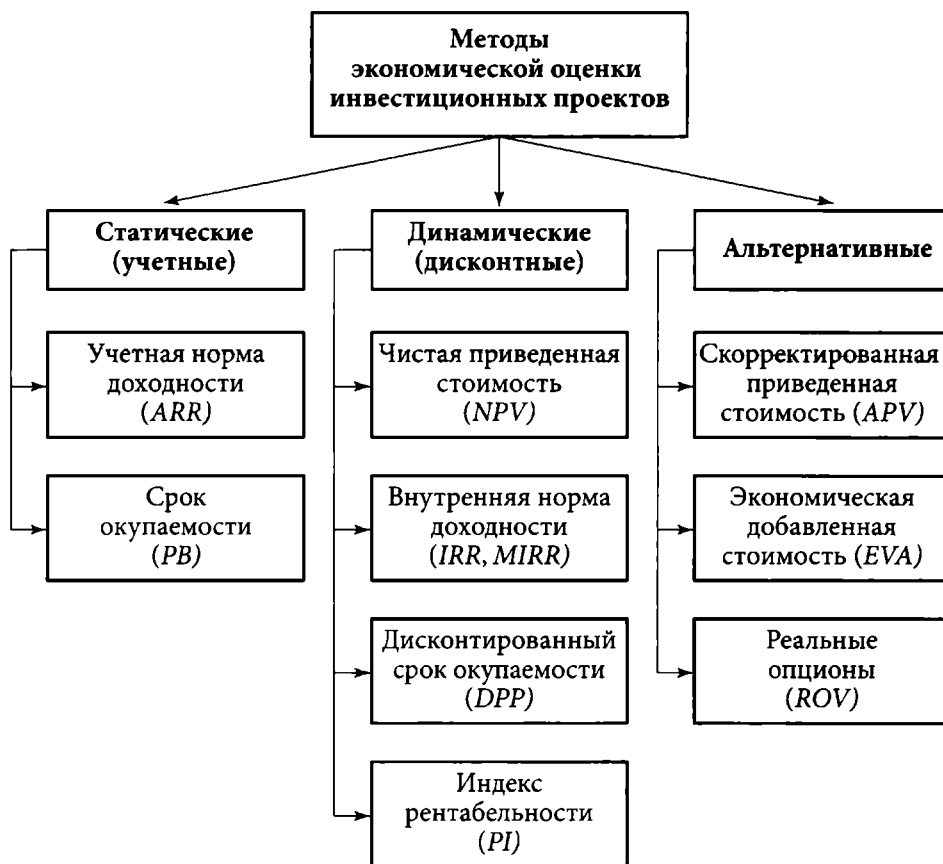 Методы
экономической оценки
инвестиционных проектов
Статические
(учетные)
Учетная норма
доходности
(ARR)
Срок
окупаемости
(PB)
Динамические
(дисконтные)
Чистая приведенная
стоимость
(NPV)
Внутренняя норма
доходности
(IRR, MIRR)
Дисконтированный
срок окупаемости
(DPP)
Индекс
рентабельности
(PI)
Альтернативные
Скорректированная
приведенная
стоимость (APV)
Экономическая
добавленная
стоимость (EVA)
Реальные
опционы
(ROV)